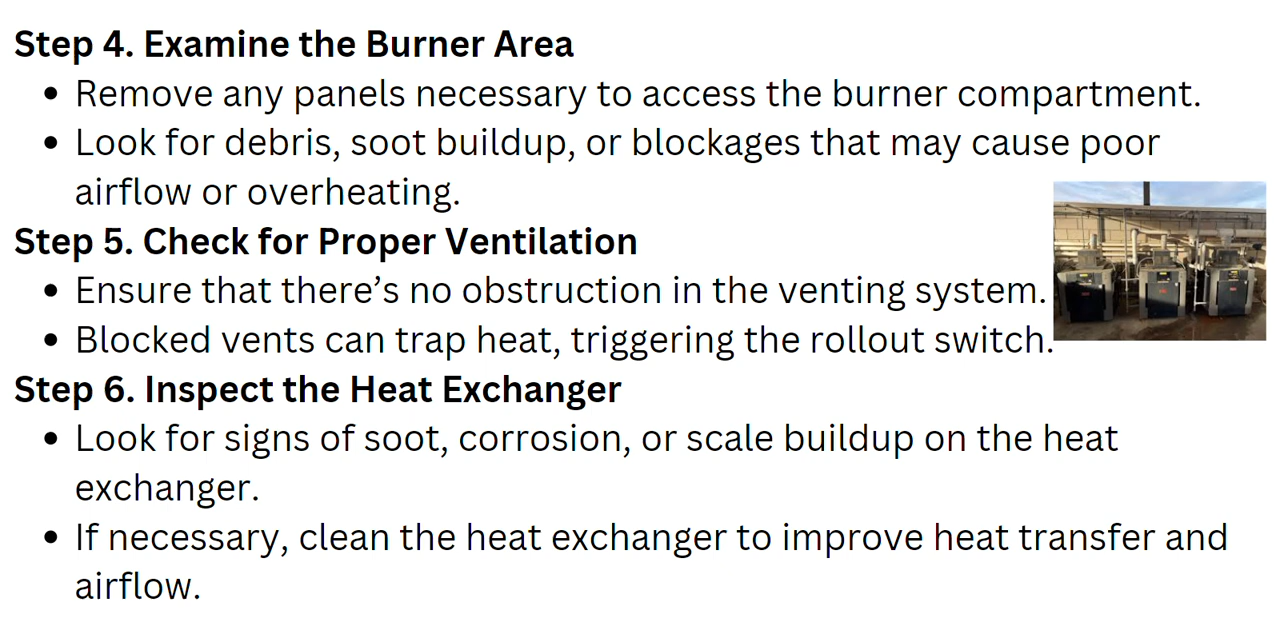 Step 4. Examine the Burner Area
• Remove any panels necessary to access the burner compartment.
• Look for debris, soot buildup, or blockages that may cause poor
airflow or overheating.
Step 5. Check for Proper Ventilation
• Ensure that there’s no obstruction in the venting system.
• Blocked vents can trap heat, triggering the rollout switch.
Step 6. Inspect the Heat Exchanger
• Look for signs of soot, corrosion, or scale buildup on the heat
exchanger.
• If necessary, clean the heat exchanger to improve heat transfer and
airflow.